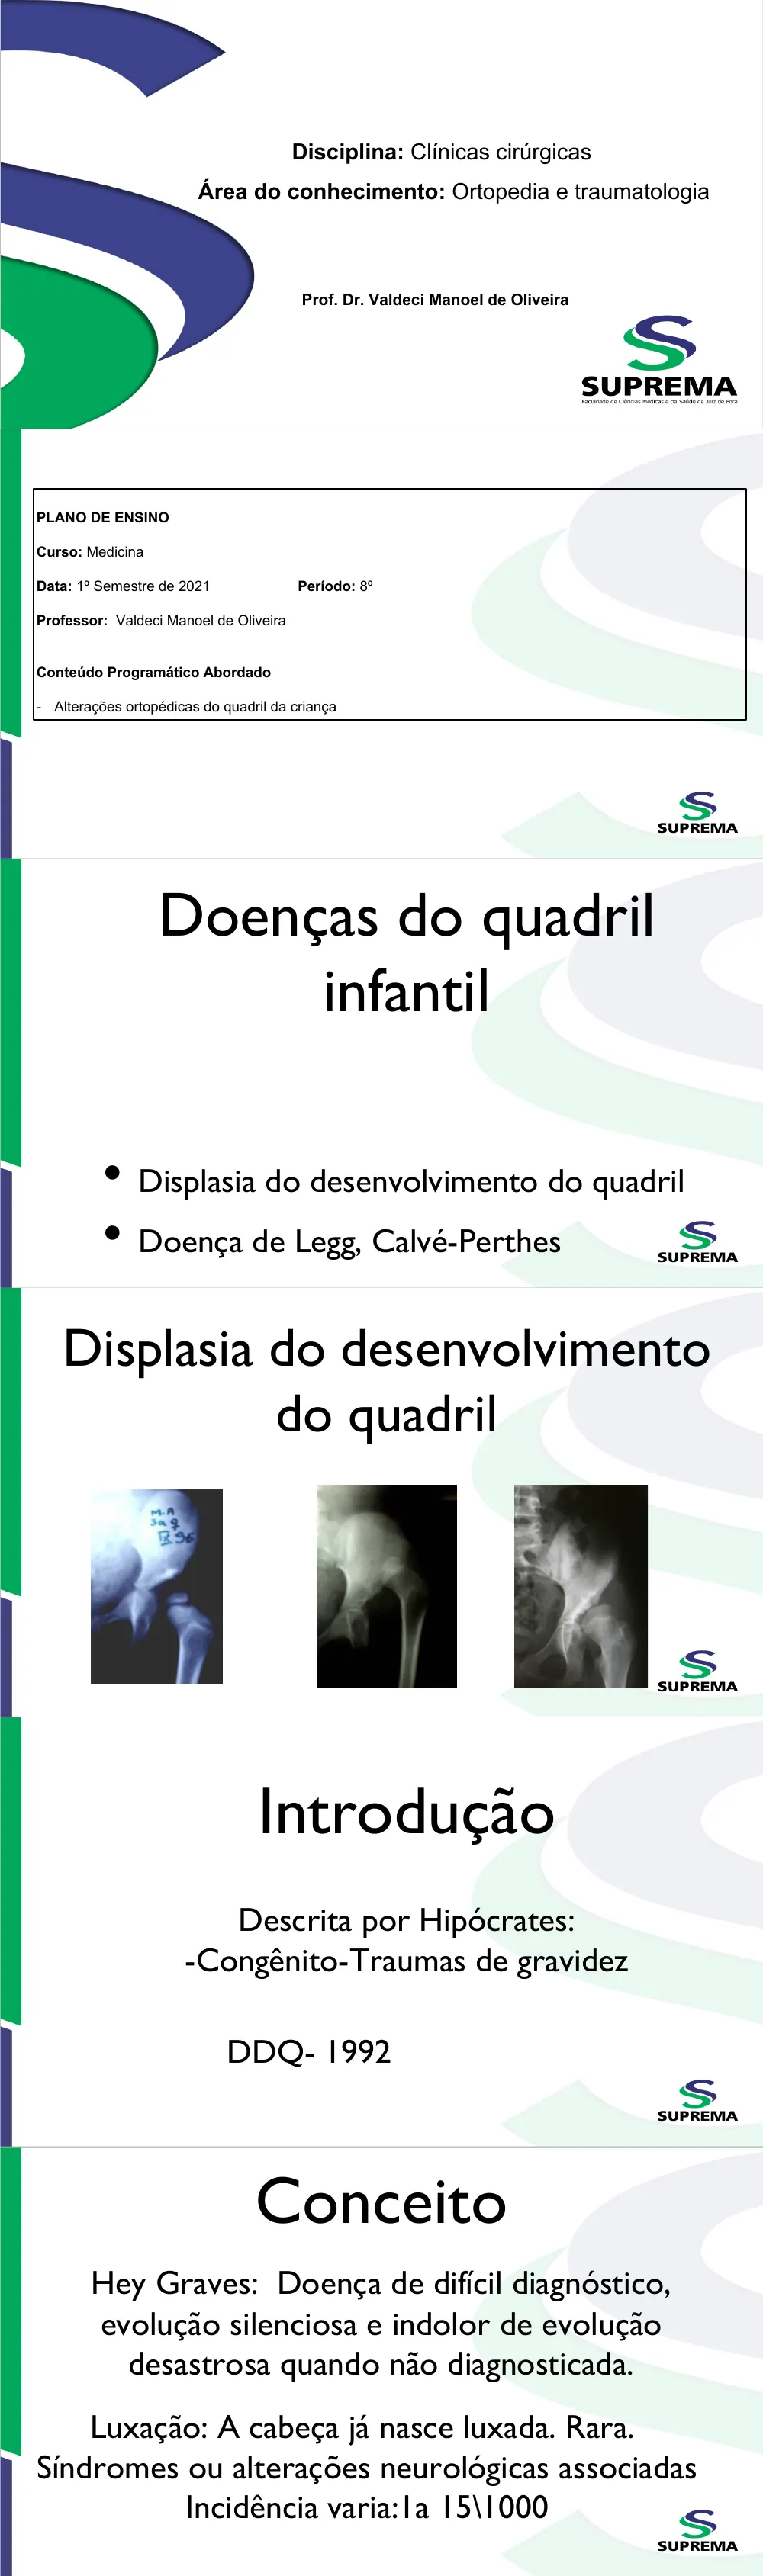 Disciplina: Clínicas cirúrgicas
Área do conhecimento: Ortopedia e traumatologia
Prof. Dr. Valdeci Manoel de Oliveira
SUPREMA
Faculdade de Ciências Médicas e da Saúde de Juiz de Fora
PLANO DE ENSINO
Curso: Medicina
Data: 1º Semestre de 2021 Período: 8º
Professor: Valdeci Manoel de Oliveira
Conteúdo Programático Abordado
- Alterações ortopédicas do quadril da criança
SUPREMA
Doenças do quadril
infantil
• Displasia do desenvolvimento do quadril
• Doença de Legg, Calvé-Perthes
SUPREMA
Displasia do desenvolvimento
do quadril
M.A
3a ♀
IX 96
SUPREMA
Introdução
Descrita por Hipócrates:
-Congênito-Traumas de gravidez
DDQ- 1992
SUPREMA
Conceito
Hey Graves: Doença de difícil diagnóstico,
evolução silenciosa e indolor de evolução
desastrosa quando não diagnosticada.
Luxação: A cabeça já nasce luxada. Rara.
Síndromes ou alterações neurológicas associadas
Incidência varia:1a 15\1000
SUPREMA